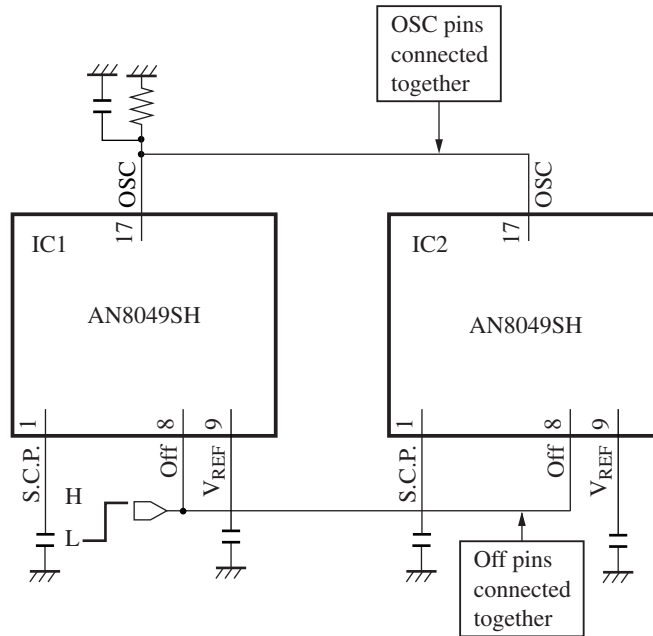 OSC pins
connected
together
OSC
OSC
17
17
IC1
IC2
AN8049SH
AN8049SH
1
8
9
1
8
9
S.C.P.
Off
VREF
S.C.P.
Off
VREF
H
L
Off pins
connected
together